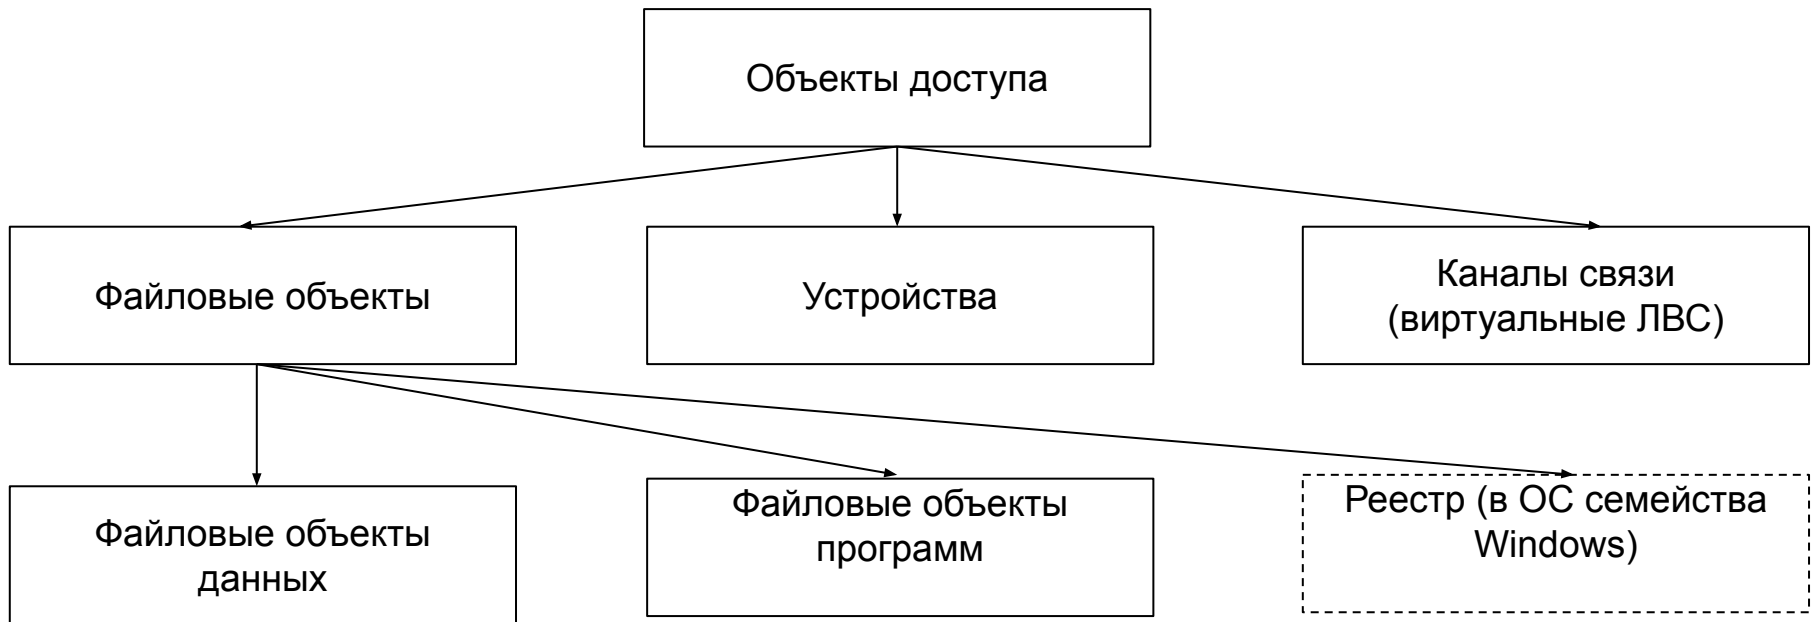 Объекты доступа
Файловые объекты
Устройства
Каналы связи
(виртуальные ЛВС)
Файловые объекты
данных
Файловые объекты
программ
Реестр (в ОС семейства
Windows)